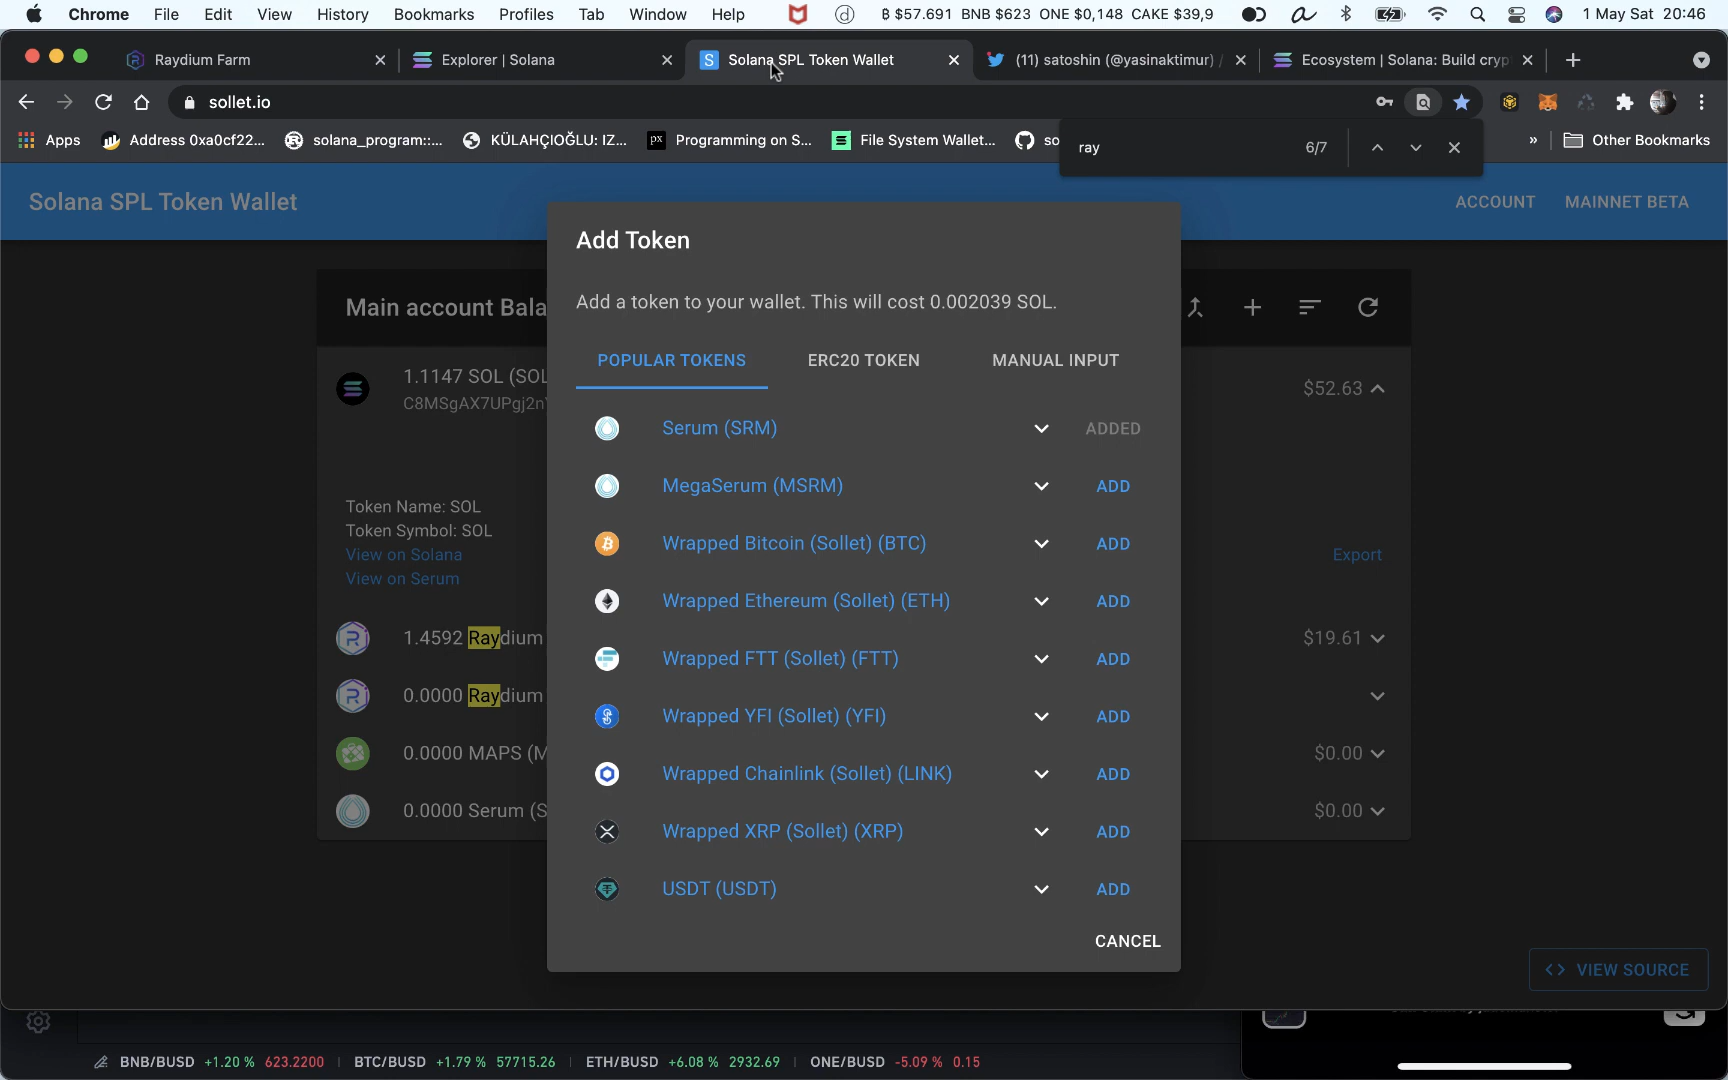 Chrome File Edit View History Bookmarks Profiles Tab Window Help ฿ $57.691 BNB $623 ONE $0,148 CAKE $39,9 1 May Sat 20:46
Raydium Farm Explorer | Solana Solana SPL Token Wallet (11) satoshin (@yasinaktimur) / Ecosystem | Solana: Build cryp
sollet.io
Apps Address 0xa0cf22... solana_program::... KÜLAHÇIOĞLU: IZ... Programming on S... File System Wallet... so » Other Bookmarks
ray 6/7
Solana SPL Token Wallet ACCOUNT MAINNET BETA
Add Token
Main account Bala
Add a token to your wallet. This will cost 0.002039 SOL.
POPULAR TOKENS ERC20 TOKEN MANUAL INPUT
1.1147 SOL (SOL $52.63
C8MSgAX7UPgj2n
Serum (SRM) ADDED
MegaSerum (MSRM) ADD
Token Name: SOL
Token Symbol: SOL
Wrapped Bitcoin (Sollet) (BTC) ADD
View on Solana Export
View on Serum
Wrapped Ethereum (Sollet) (ETH) ADD
1.4592 Raydium $19.61
Wrapped FTT (Sollet) (FTT) ADD
0.0000 Raydium
Wrapped YFI (Sollet) (YFI) ADD
0.0000 MAPS (M $0.00
Wrapped Chainlink (Sollet) (LINK) ADD
0.0000 Serum (S $0.00
Wrapped XRP (Sollet) (XRP) ADD
USDT (USDT) ADD
CANCEL
<> VIEW SOURCE
BNB/BUSD +1.20 % 623.2200 BTC/BUSD +1.79 % 57715.26 ETH/BUSD +6.08 % 2932.69 ONE/BUSD -5.09 % 0.15